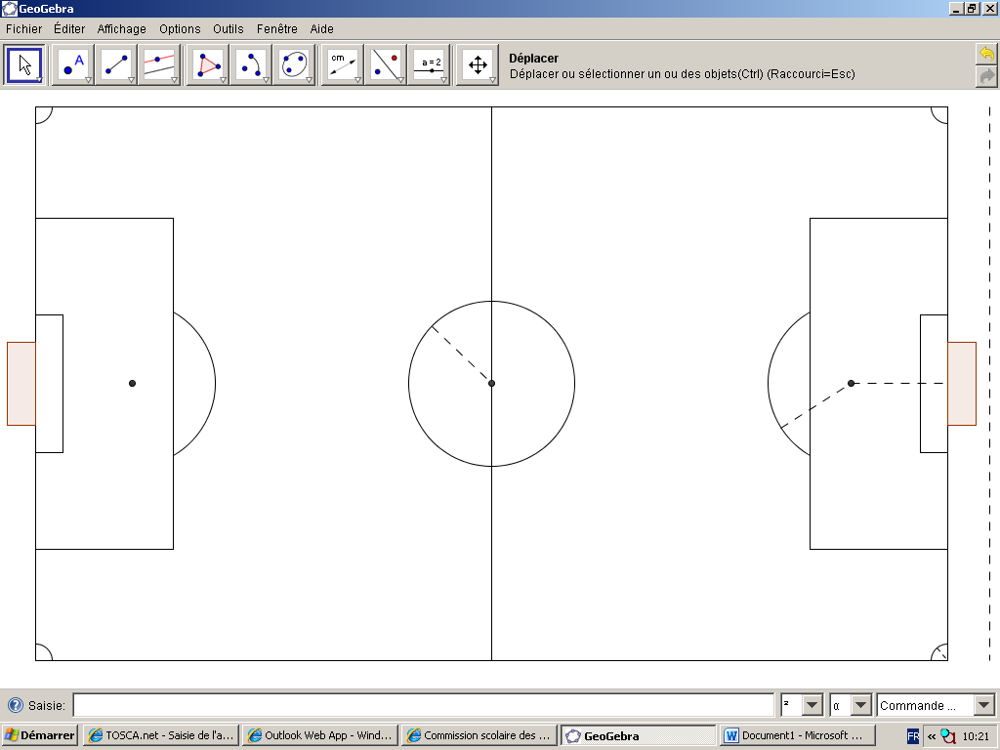 GeoGebra
Fichier Éditer Affichage Options Outils Fenêtre Aide
A cm a = 2 Déplacer
Déplacer ou sélectionner un ou des objets(Ctrl) (Raccourci=Esc)
Saisie: ² α Commande ...
Démarrer TOSCA.net - Saisie de l'a... Outlook Web App - Wind... Commission scolaire des ... GeoGebra Document1 - Microsoft ... FR « 10:21